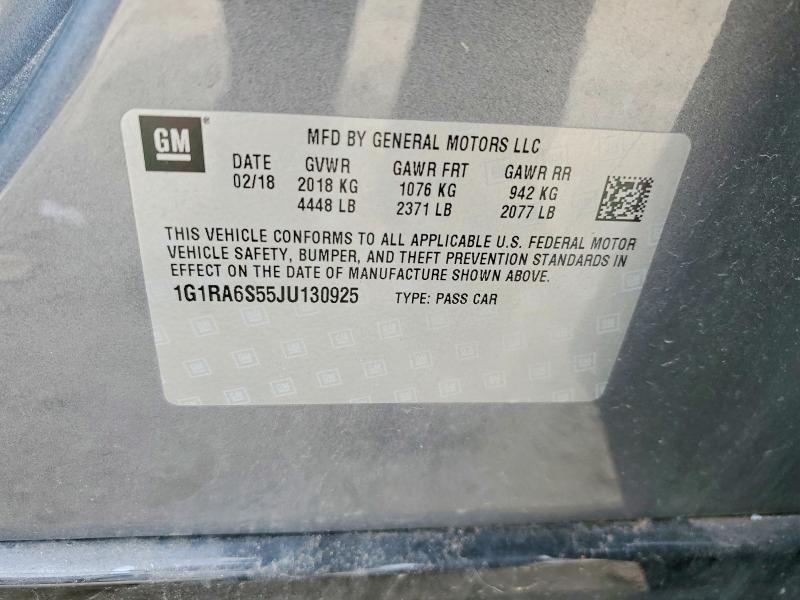 GM ®
MFD BY GENERAL MOTORS LLC
DATE GVWR GAWR FRT GAWR RR
02/18 2018 KG 1076 KG 942 KG
4448 LB 2371 LB 2077 LB
THIS VEHICLE CONFORMS TO ALL APPLICABLE U.S. FEDERAL MOTOR
VEHICLE SAFETY, BUMPER, AND THEFT PREVENTION STANDARDS IN
EFFECT ON THE DATE OF MANUFACTURE SHOWN ABOVE.
1G1RA6S55JU130925 TYPE: PASS CAR